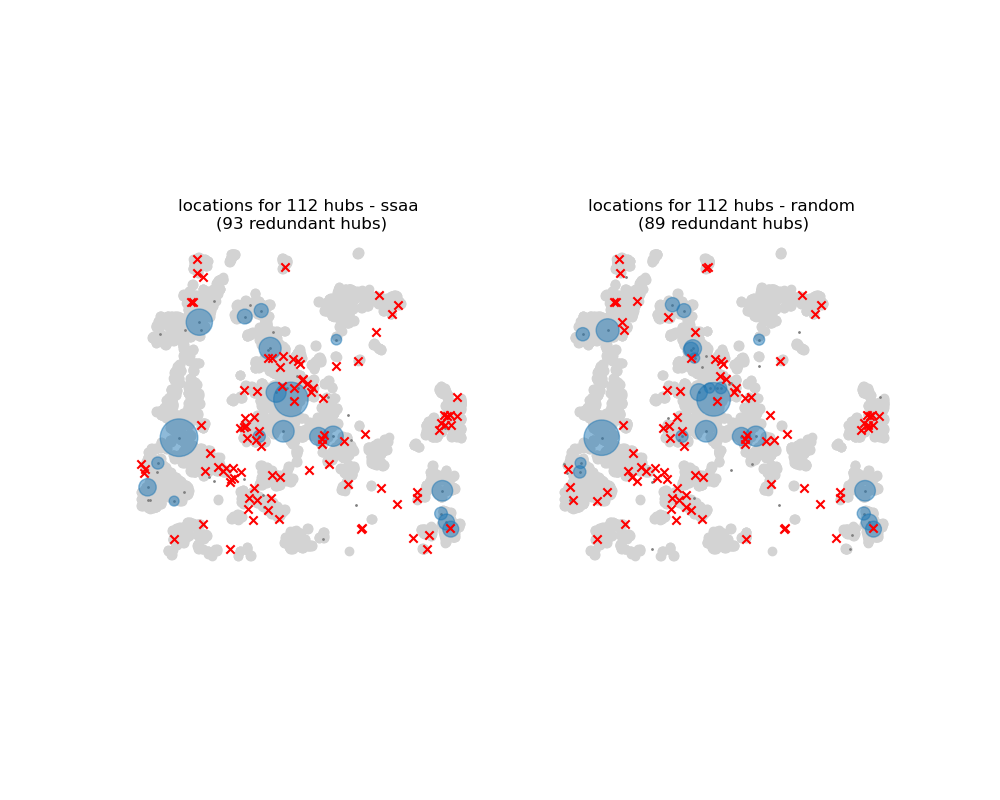 locations for 112 hubs - ssaa
(93 redundant hubs)
locations for 112 hubs - random
(89 redundant hubs)